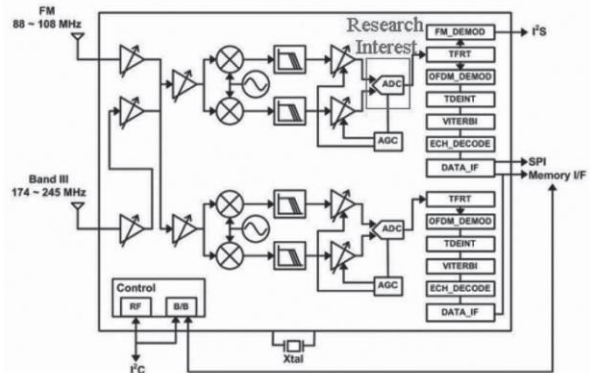 FM
88 ~ 108 MHz
Research
Interest
FM_DEMOD
I²S
TFRT
OFDM_DEMOD
TDEINT
VITERBI
ECH_DECODE
DATA_IF
ADC
AGC
SPI
Memory I/F
Band III
174 ~ 245 MHz
TFRT
OFDM_DEMOD
TDEINT
VITERBI
ECH_DECODE
DATA_IF
ADC
AGC
Control
RF
B/B
I²C
Xtal